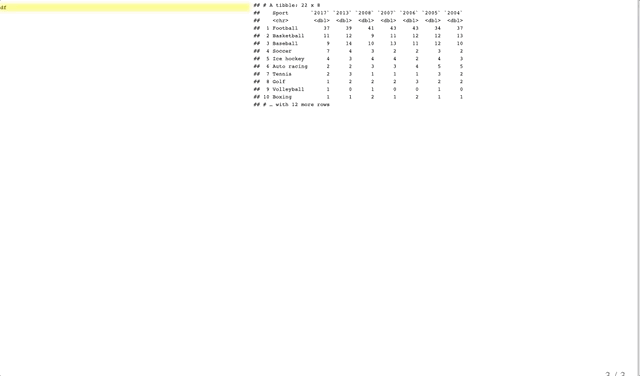 df
## # A tibble: 22 x 8
##    Sport       `2017` `2013` `2008` `2007` `2006` `2005` `2004`
##    <chr>        <dbl>  <dbl>  <dbl>  <dbl>  <dbl>  <dbl>  <dbl>
##  1 Football        37     39     41     43     43     34     37
##  2 Basketball      11     12      9     11     12     12     13
##  3 Baseball         9     14     10     13     11     12     10
##  4 Soccer           7      4      3      2      2      3      2
##  5 Ice hockey       4      3      4      4      2      4      3
##  6 Auto racing      2      2      3      3      4      5      5
##  7 Tennis           2      3      1      1      1      3      2
##  8 Golf             1      2      2      2      3      2      2
##  9 Volleyball       1      0      1      0      0      1      0
## 10 Boxing           1      1      2      1      2      1      1
## # … with 12 more rows
3 / 3